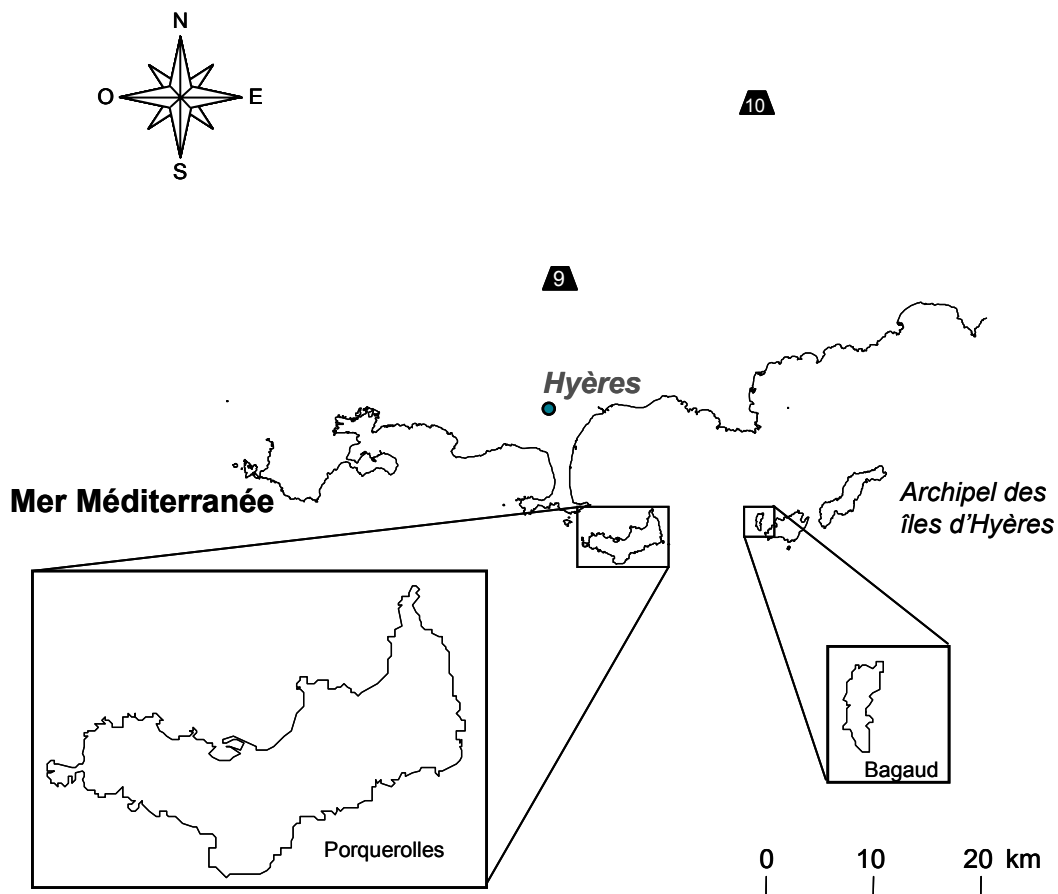 N
O E
S
10
9
Hyères
Mer Méditerranée
Archipel des
îles d'Hyères
Porquerolles
Bagaud
0 10 20 km